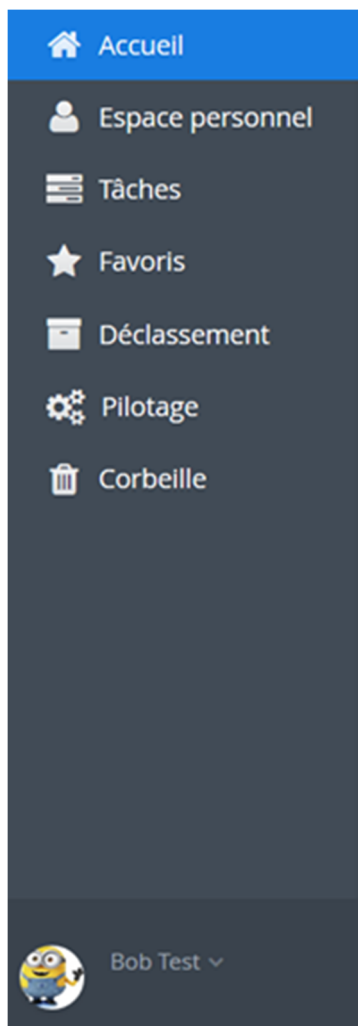 Accueil
Espace personnel
Tâches
Favoris
Déclassement
Pilotage
Corbeille
Bob Test